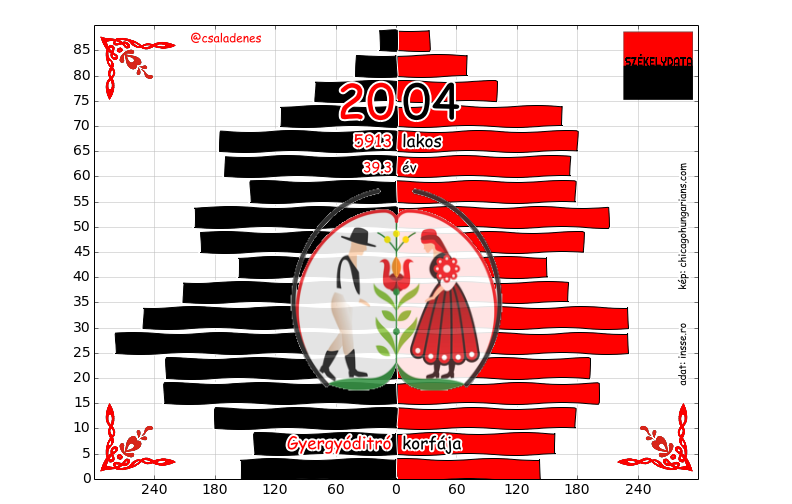 @csaladenes
SZÉKELYDATA
2004
5913 lakos
39.3 év
kép: chicagohungarians.com
adat: insse.ro
Gyergyóditró korfája
85
80
75
70
65
60
55
50
45
40
35
30
25
20
15
10
5
0
240 180 120 60 0 60 120 180 240